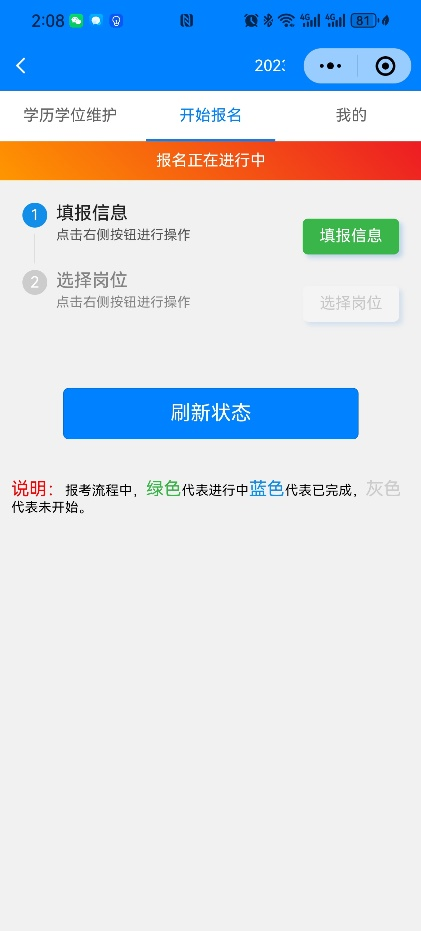 2:08 4G 4G 81
2023
学历学位维护 开始报名 我的
报名正在进行中
1 填报信息
点击右侧按钮进行操作
填报信息
2 选择岗位
点击右侧按钮进行操作
选择岗位
刷新状态
说明：报考流程中，绿色代表进行中蓝色代表已完成，灰色
代表未开始。